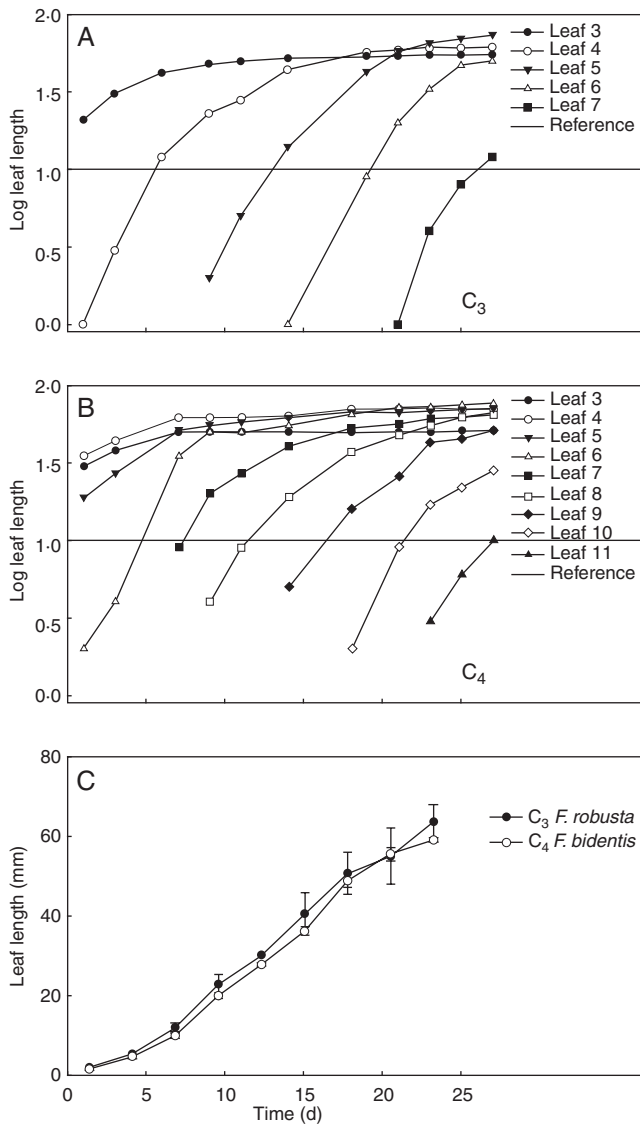 A
Log leaf length
2·0
1·5
1·0
0·5
0·0
Leaf 3
Leaf 4
Leaf 5
Leaf 6
Leaf 7
Reference
C3
B
Log leaf length
2·0
1·5
1·0
0·5
0·0
Leaf 3
Leaf 4
Leaf 5
Leaf 6
Leaf 7
Leaf 8
Leaf 9
Leaf 10
Leaf 11
Reference
C4
C
Leaf length (mm)
80
60
40
20
0
C3 F. robusta
C4 F. bidentis
0 5 10 15 20 25
Time (d)